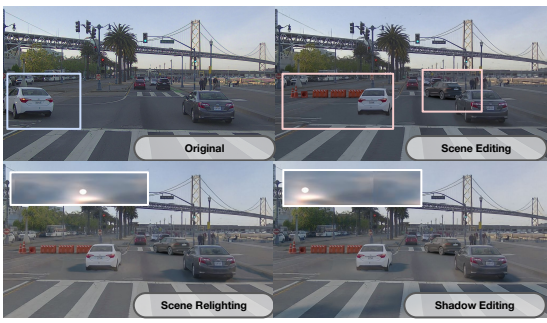 Original
Scene Editing
Scene Relighting
Shadow Editing